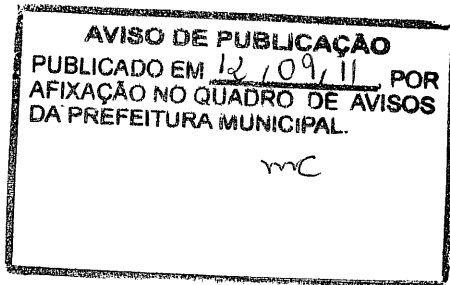 AVISO DE PUBLICAÇÃO
PUBLICADO EM 12/09/11 POR
AFIXAÇÃO NO QUADRO DE AVISOS
DA PREFEITURA MUNICIPAL.
mC